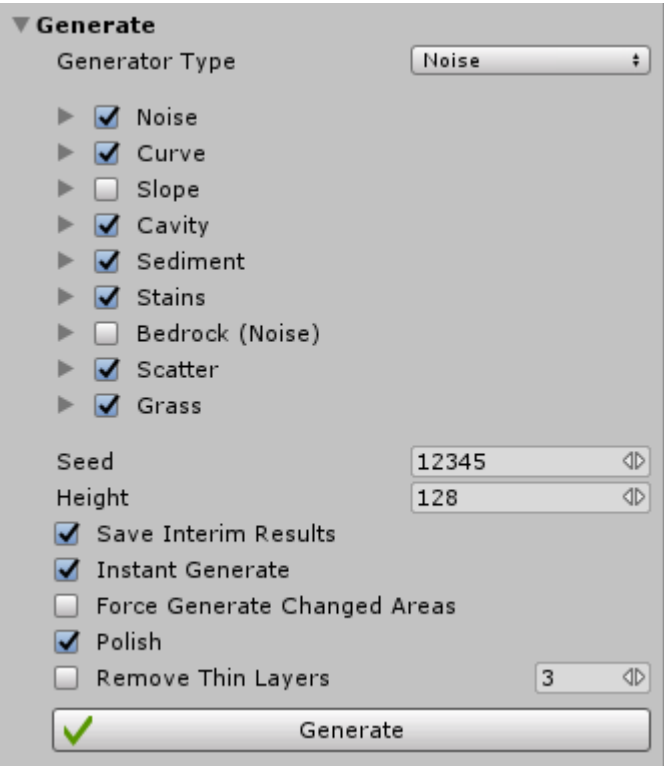 Generate
Generator Type Noise
Noise
Curve
Slope
Cavity
Sediment
Stains
Bedrock (Noise)
Scatter
Grass
Seed 12345
Height 128
Save Interim Results
Instant Generate
Force Generate Changed Areas
Polish
Remove Thin Layers 3
Generate